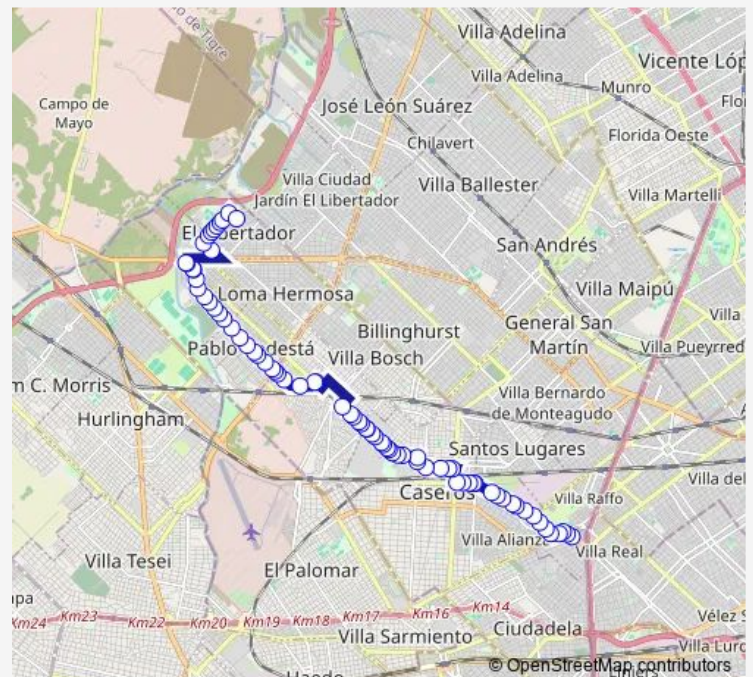 Villa Adelina
Vicente Lóp
Villa Adelina
Munro
Campo de
Mayo
José León Suárez
Chilavert
Florida Oeste
Villa Ciudad
Jardín El Libertador
Villa Ballester
Villa Martelli
San Andrés
Loma Hermosa
Villa Maipú
General San
Martín
Billinghurst
Villa
Villa Bosch
Villa Pueyrred
m C. Morris
Hurlingham
Villa Bernardo
de Monteagudo
Santos Lugares
Villa del
Caseros
Villa Raffo
Villa Real
Villa Tesei
El Palomar
Km24
Km23
Km22
Km20
Km19
Km18
Km17
Km16
Km14
Villa Sarmiento
Ciudadela
Vélez S
Villa Luro
© OpenStreetMap contributors